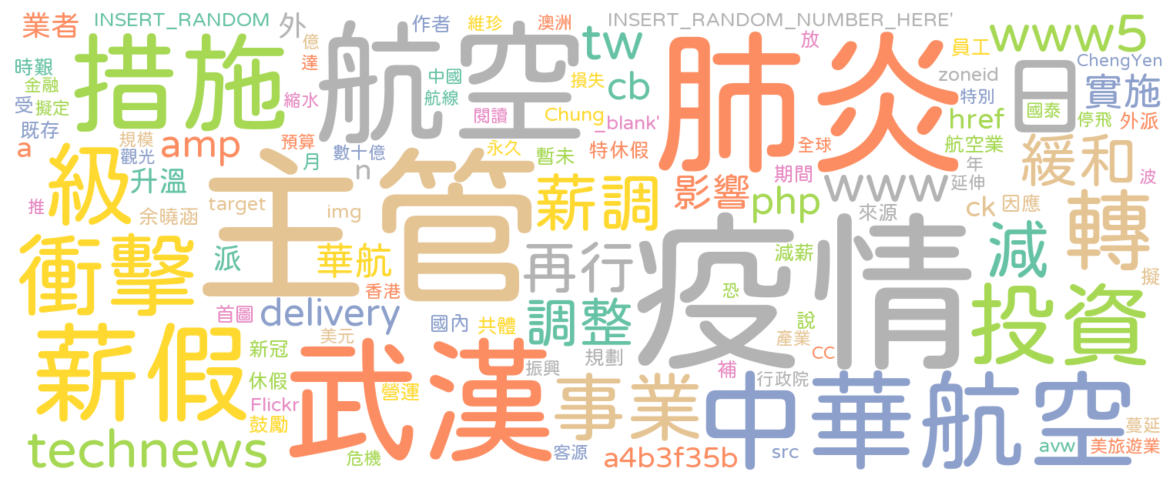 業者
INSERT_RANDOM
外
作者
維珍
澳洲
INSERT_RANDOM_NUMBER_HERE'
放
員工
www5
措施
航空
億
達
tw
肺炎
日
國泰
ChengYen
時艱
金融
中國
航線
損失
zoneid
特別
實施
受
擬定
縮水
閱讀
cb
停飛
既存
Chung
_blank'
href
外派
a
規模
觀光
amp
預算
月
數十億
永久
暫未
特休假
全球
航空業
緩和
級
升溫
n
主管
薪調
影響
期間
php
www
年
延伸
波
推
余曉涵
target
img
來源
ck
因應
轉
衝擊
派
華航
再行
疫情
減薪
減
擬
香港
恐
首圖
delivery
國內
共體
調整
說
投資
美元
產業
薪假
新冠
武漢
規劃
cc
休假
振興
補
行政院
營運
Flickr
鼓勵
事業
中華航空
technews
危機
客源
a4b3f35b
src
avw
蔓延
美旅遊業